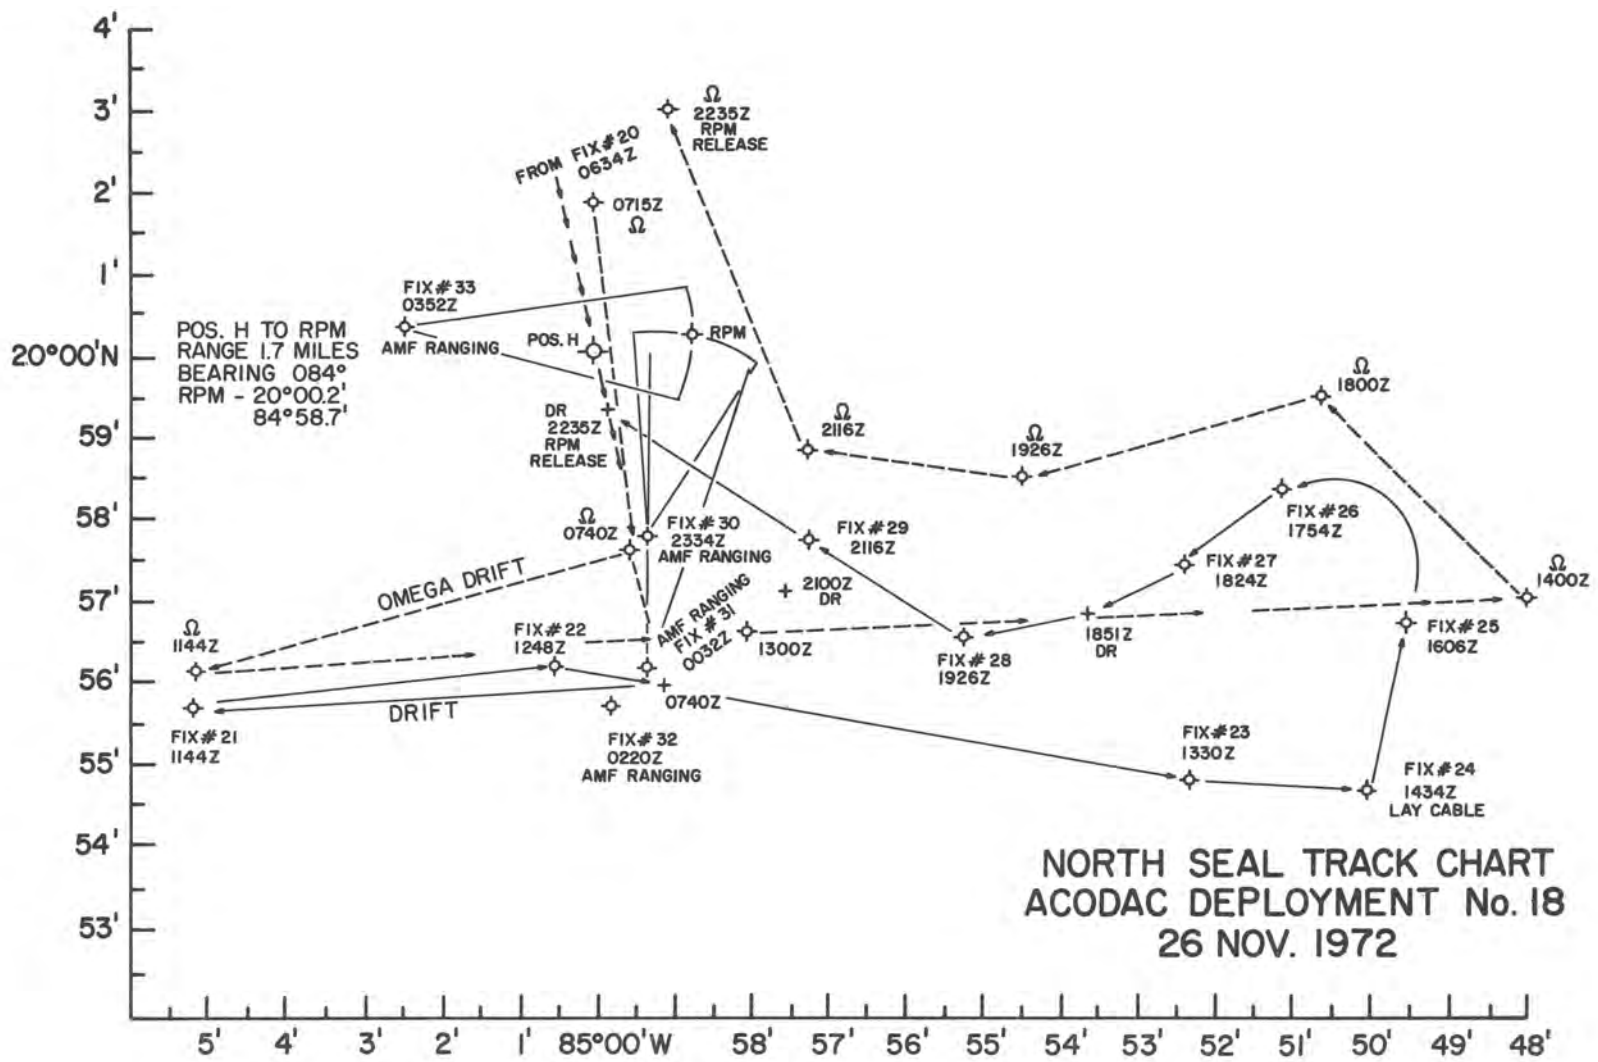 4'
3'
2'
1'
20°00'N
59'
58'
57'
56'
55'
54'
53'
Ω
2235Z
RPM
RELEASE
FROM FIX#20
0634Z
0715Z
Ω
FIX#33
0352Z
AMF RANGING
POS. H TO RPM
RANGE 1.7 MILES
BEARING 084°
RPM - 20°00.2'
84°58.7'
POS. H
RPM
DR
2235Z
RPM
RELEASE
Ω
2116Z
Ω
1926Z
Ω
1800Z
Ω
0740Z
FIX#30
2334Z
AMF RANGING
FIX#29
2116Z
2100Z
DR
FIX#26
1754Z
FIX#27
1824Z
Ω
1400Z
OMEGA DRIFT
Ω
1144Z
FIX#22
1248Z
AMF RANGING
FIX#31
0032Z
1300Z
FIX#28
1926Z
1851Z
DR
FIX#25
1606Z
DRIFT
0740Z
FIX#21
1144Z
FIX#32
0220Z
AMF RANGING
FIX#23
1330Z
FIX#24
1434Z
LAY CABLE
NORTH SEAL TRACK CHART
ACODAC DEPLOYMENT No. 18
26 NOV. 1972
5' 4' 3' 2' 1' 85°00'W 58' 57' 56' 55' 54' 53' 52' 51' 50' 49' 48'